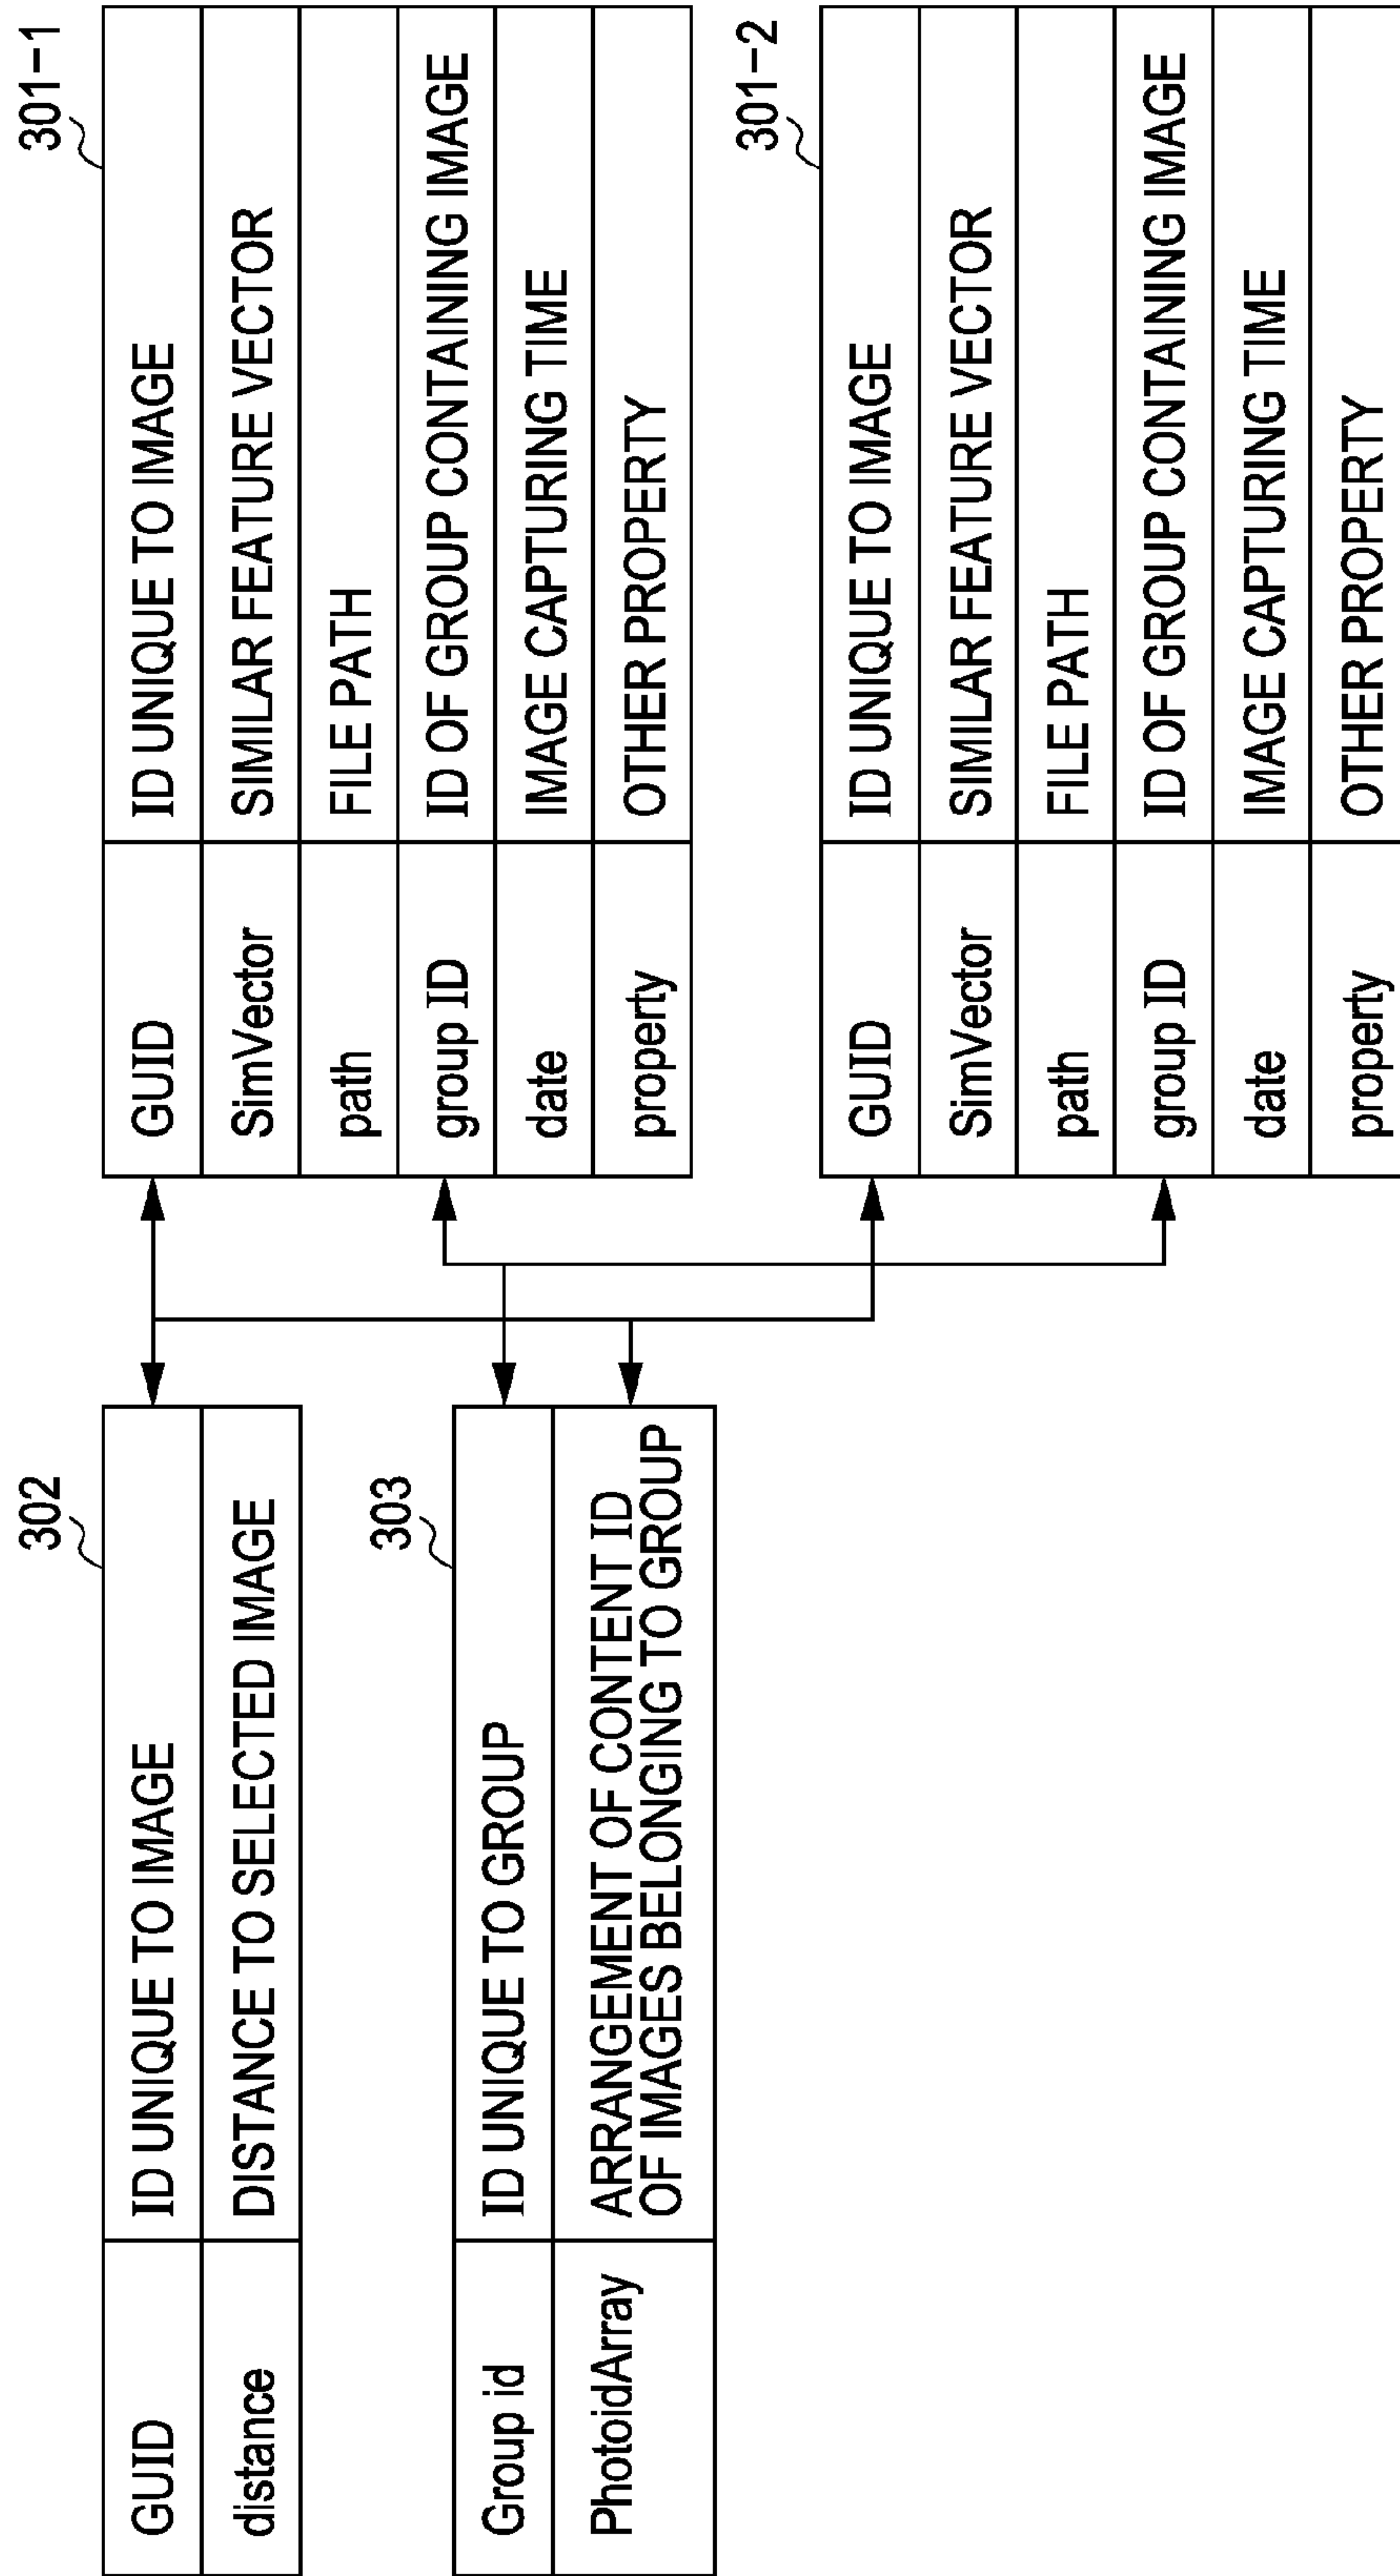 302
GUID ID UNIQUE TO IMAGE
distance DISTANCE TO SELECTED IMAGE
303
Group id ID UNIQUE TO GROUP
PhotoidArray ARRANGEMENT OF CONTENT ID
OF IMAGES BELONGING TO GROUP
301-1
GUID ID UNIQUE TO IMAGE
SimVector SIMILAR FEATURE VECTOR
path FILE PATH
group ID ID OF GROUP CONTAINING IMAGE
date IMAGE CAPTURING TIME
property OTHER PROPERTY
301-2
GUID ID UNIQUE TO IMAGE
SimVector SIMILAR FEATURE VECTOR
path FILE PATH
group ID ID OF GROUP CONTAINING IMAGE
date IMAGE CAPTURING TIME
property OTHER PROPERTY